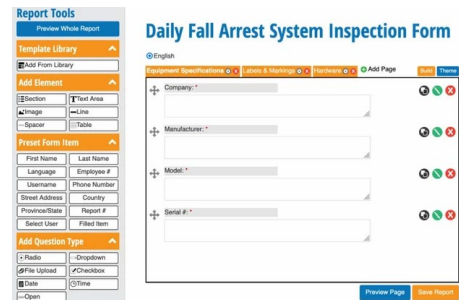 Report Tools
Preview Whole Report
Template Library
Add From Library
Add Element
Section
Text Area
Image
Line
Spacer
Table
Preset Form Item
First Name
Last Name
Language
Employee #
Username
Phone Number
Street Address
Country
Province/State
Report #
Select User
Filled Item
Add Question Type
Radio
Dropdown
File Upload
Checkbox
Date
Time
Open
Daily Fall Arrest System Inspection Form
English
Equipment Specifications
Labels & Markings
Hardware
Add Page
Build
Theme
Company: *
Manufacturer: *
Model: *
Serial #: *
Preview Page
Save Report